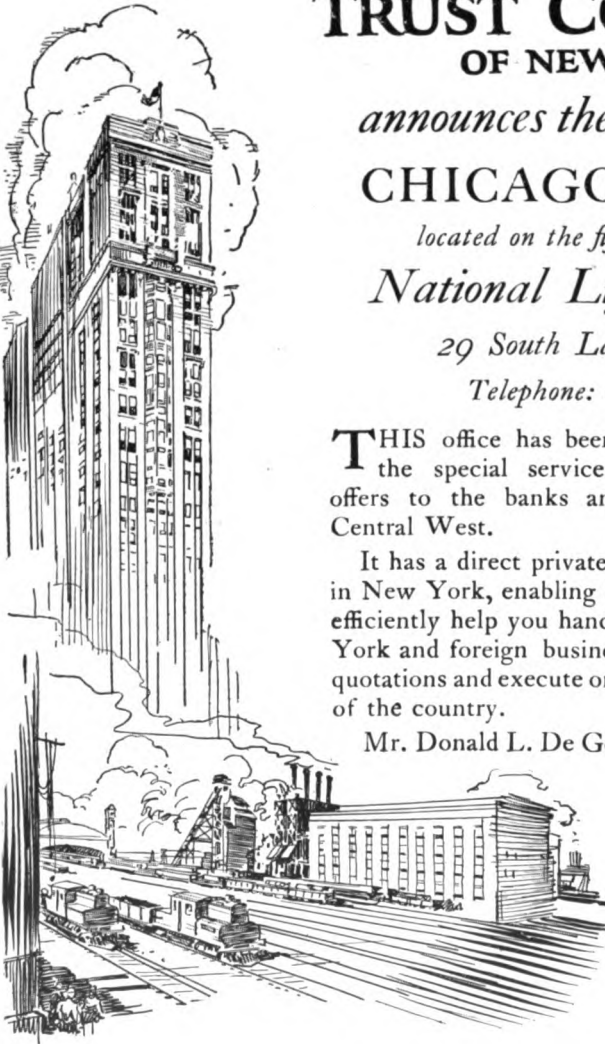 TRUST CO
OF NEW
announces the
CHICAGO
located on the fi
National L
29 South La
Telephone:
THIS office has been
the special service
offers to the banks an
Central West.
It has a direct private
in New York, enabling
efficiently help you hand
York and foreign busine
quotations and execute or
of the country.
Mr. Donald L. De G